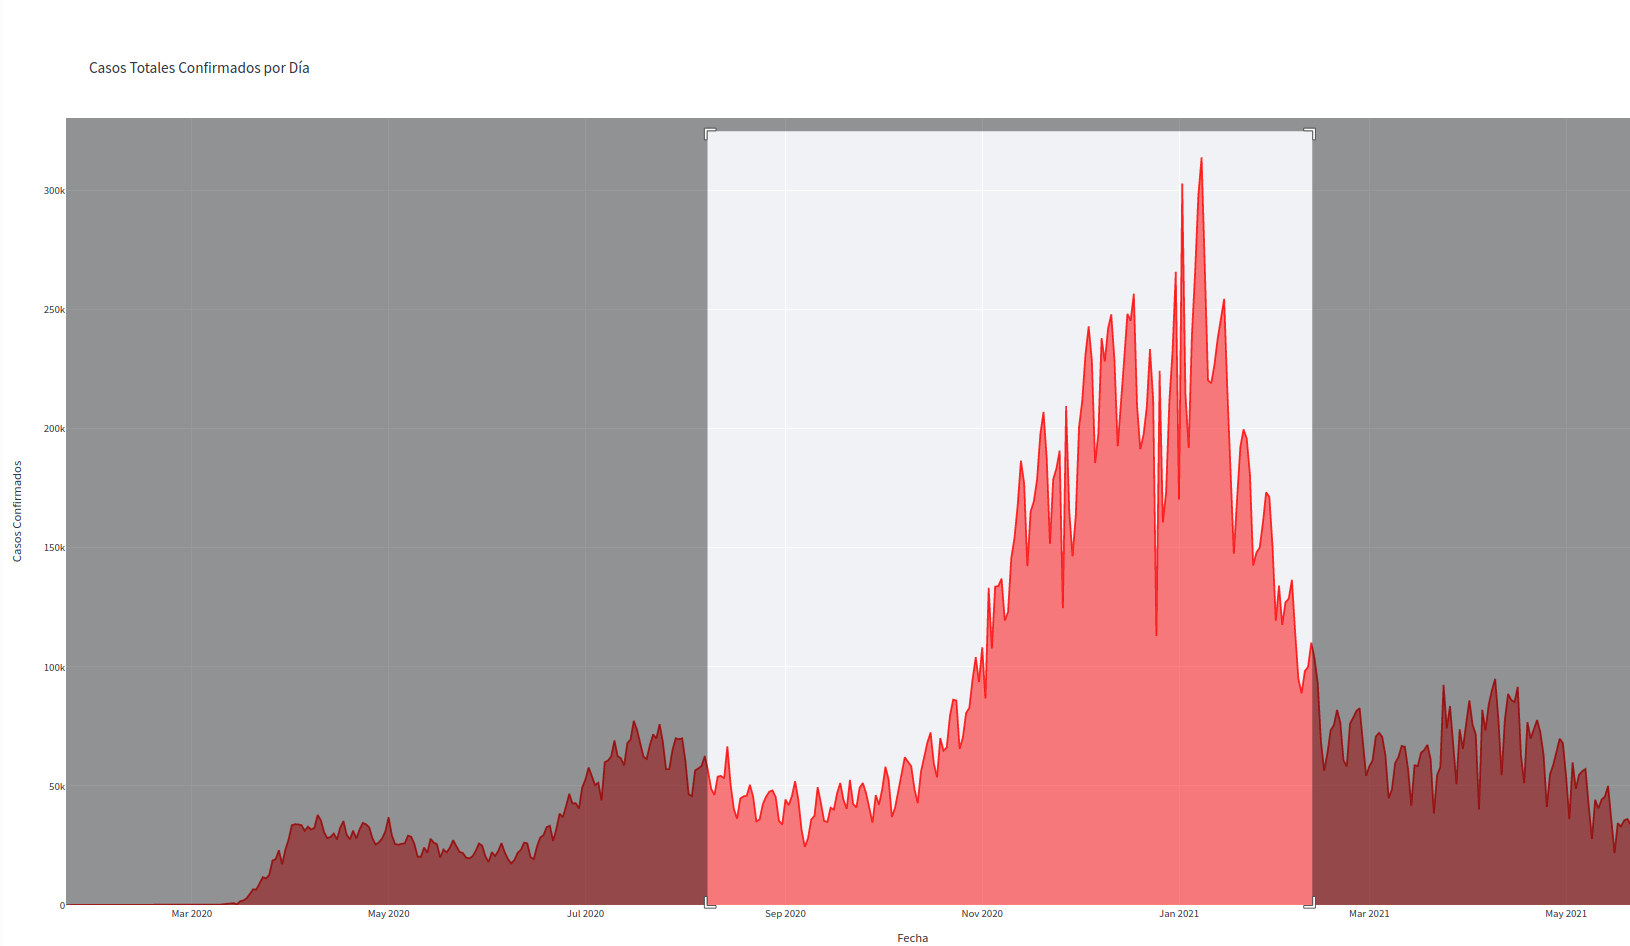 Casos Totales Confirmados por Día
300k
250k
200k
150k
100k
50k
0
Casos Confirmados
Mar 2020 May 2020 Jul 2020 Sep 2020 Nov 2020 Jan 2021 Mar 2021 May 2021
Fecha